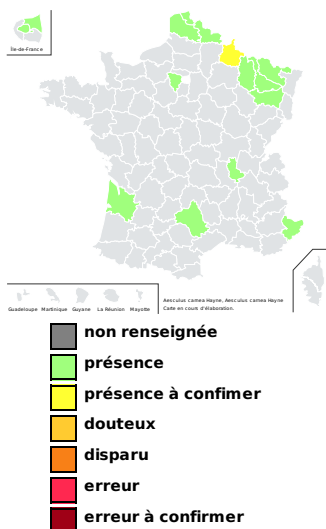 Île-de-France
Guadeloupe Martinique Guyane La Réunion Mayotte
Aesculus carnea Hayne, Aesculus carnea Hayne
Carte en cours d'élaboration.
non renseignée
présence
présence à confimer
douteux
disparu
erreur
erreur à confirmer